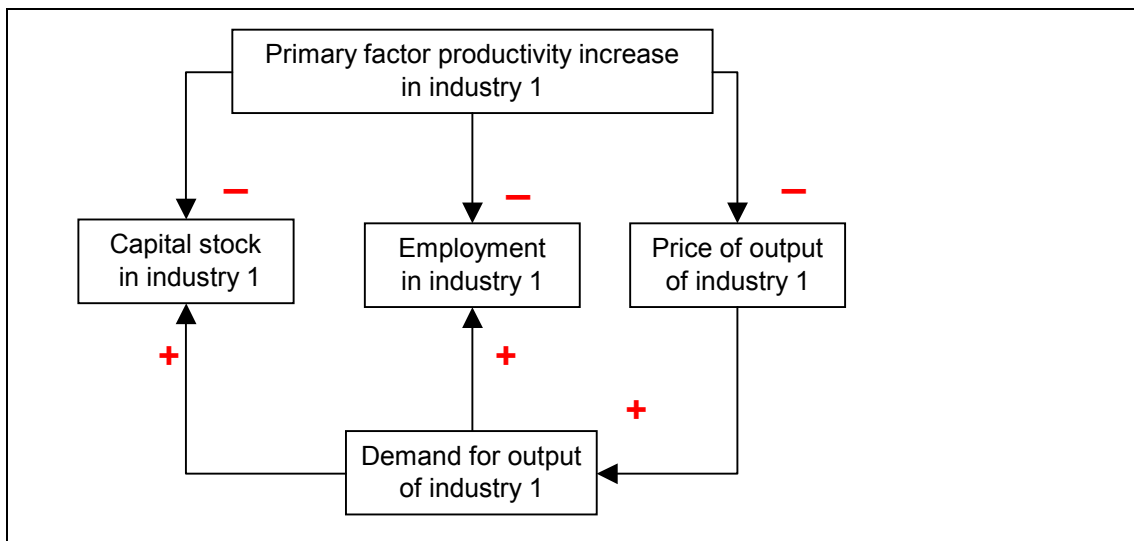 Primary factor productivity increase
in industry 1
–
–
–
Capital stock
in industry 1
Employment
in industry 1
Price of output
of industry 1
+
+
+
Demand for output
of industry 1